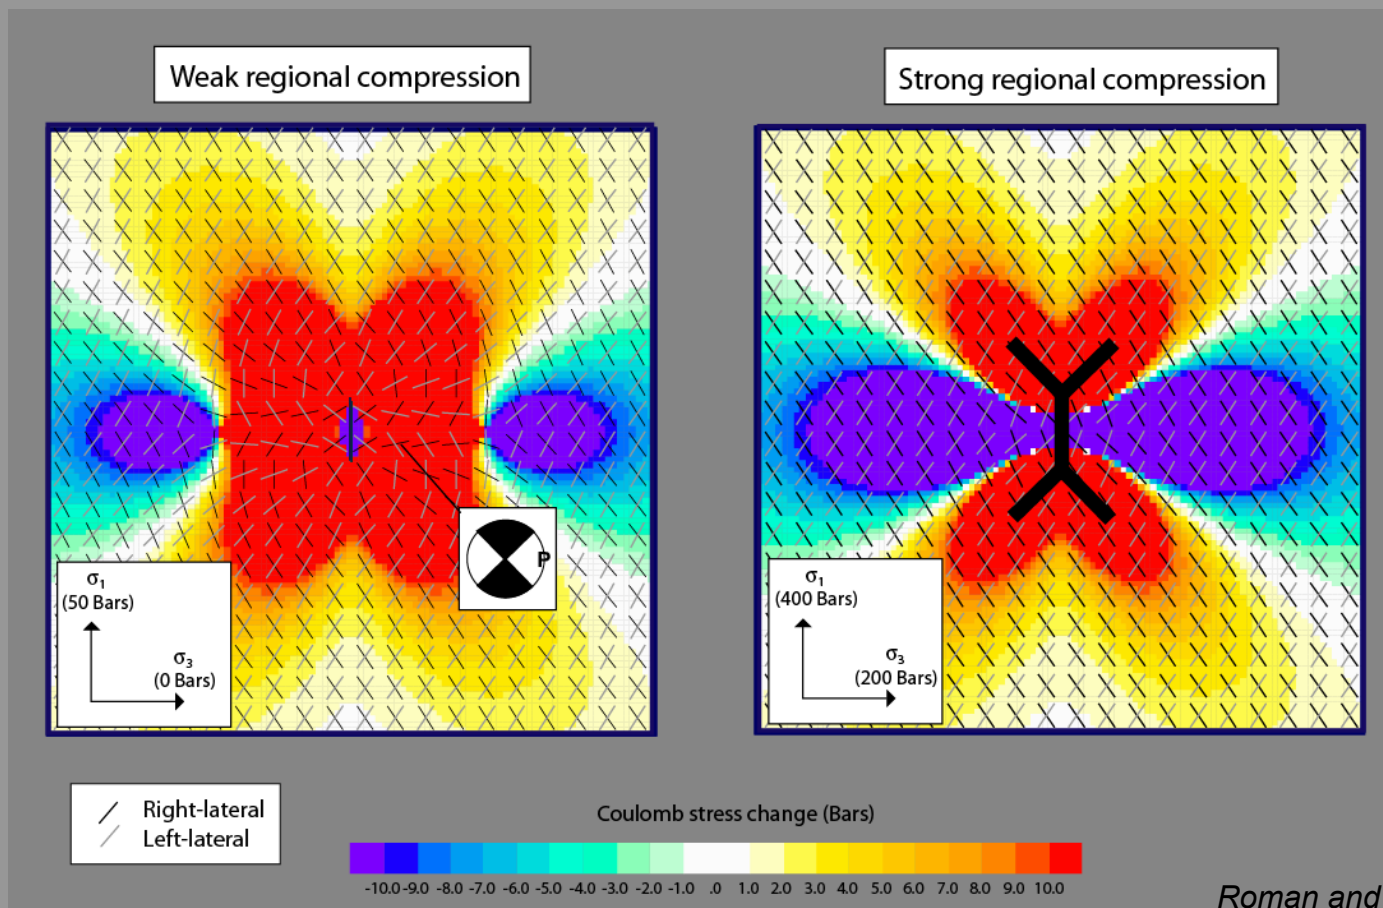 Weak regional compression
Strong regional compression
P
σ1
(50 Bars)
σ3
(0 Bars)
σ1
(400 Bars)
σ3
(200 Bars)
Right-lateral
Left-lateral
Coulomb stress change (Bars)
-10.0 -9.0 -8.0 -7.0 -6.0 -5.0 -4.0 -3.0 -2.0 -1.0 .0 1.0 2.0 3.0 4.0 5.0 6.0 7.0 8.0 9.0 10.0
Roman and